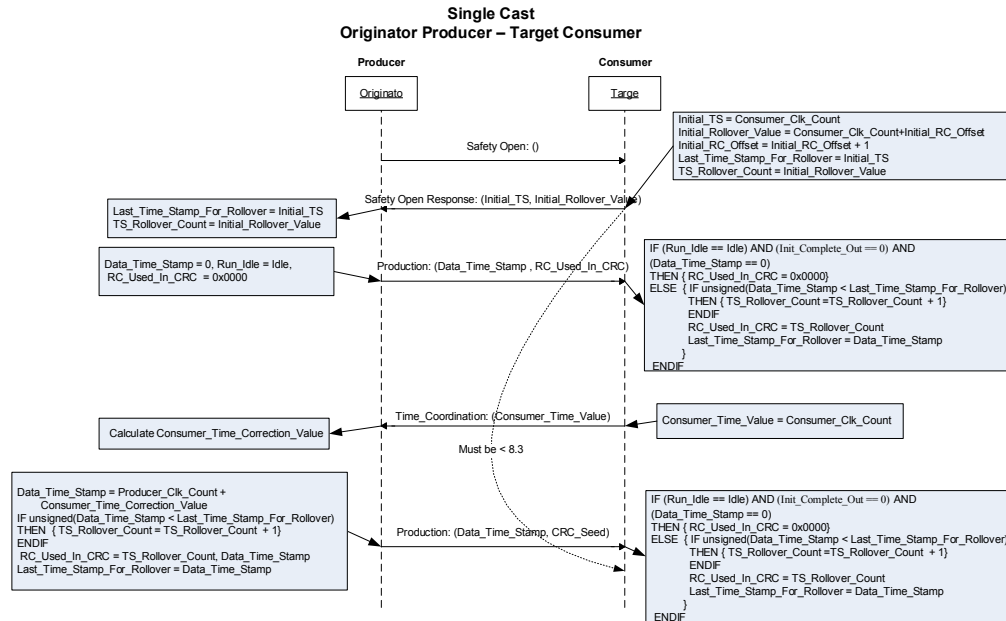 Single Cast
Originator Producer – Target Consumer
Producer
Consumer
Originato
Targe
Initial_TS = Consumer_Clk_Count
Initial_Rollover_Value = Consumer_Clk_Count+Initial_RC_Offset
Initial_RC_Offset = Initial_RC_Offset + 1
Last_Time_Stamp_For_Rollover = Initial_TS
TS_Rollover_Count = Initial_Rollover_Value
Safety Open: ()
Safety Open Response: (Initial_TS, Initial_Rollover_Value)
Last_Time_Stamp_For_Rollover = Initial_TS
TS_Rollover_Count = Initial_Rollover_Value
Data_Time_Stamp = 0, Run_Idle = Idle,
RC_Used_In_CRC = 0x0000
Production: (Data_Time_Stamp , RC_Used_In_CRC)
IF (Run_Idle == Idle) AND (Init_Complete_Out == 0) AND
(Data_Time_Stamp == 0)
THEN { RC_Used_In_CRC = 0x0000}
ELSE { IF unsigned(Data_Time_Stamp < Last_Time_Stamp_For_Rollover)
THEN { TS_Rollover_Count =TS_Rollover_Count + 1}
ENDIF
RC_Used_In_CRC = TS_Rollover_Count
Last_Time_Stamp_For_Rollover = Data_Time_Stamp
}
ENDIF
Time_Coordination: (Consumer_Time_Value)
Consumer_Time_Value = Consumer_Clk_Count
Calculate Consumer_Time_Correction_Value
Must be < 8.3
Data_Time_Stamp = Producer_Clk_Count +
Consumer_Time_Correction_Value
IF unsigned(Data_Time_Stamp < Last_Time_Stamp_For_Rollover)
THEN { TS_Rollover_Count = TS_Rollover_Count + 1}
ENDIF
RC_Used_In_CRC = TS_Rollover_Count, Data_Time_Stamp
Last_Time_Stamp_For_Rollover = Data_Time_Stamp
Production: (Data_Time_Stamp, CRC_Seed)
IF (Run_Idle == Idle) AND (Init_Complete_Out == 0) AND
(Data_Time_Stamp == 0)
THEN { RC_Used_In_CRC = 0x0000}
ELSE { IF unsigned(Data_Time_Stamp < Last_Time_Stamp_For_Rollover)
THEN { TS_Rollover_Count =TS_Rollover_Count + 1}
ENDIF
RC_Used_In_CRC = TS_Rollover_Count
Last_Time_Stamp_For_Rollover = Data_Time_Stamp
}
ENDIF